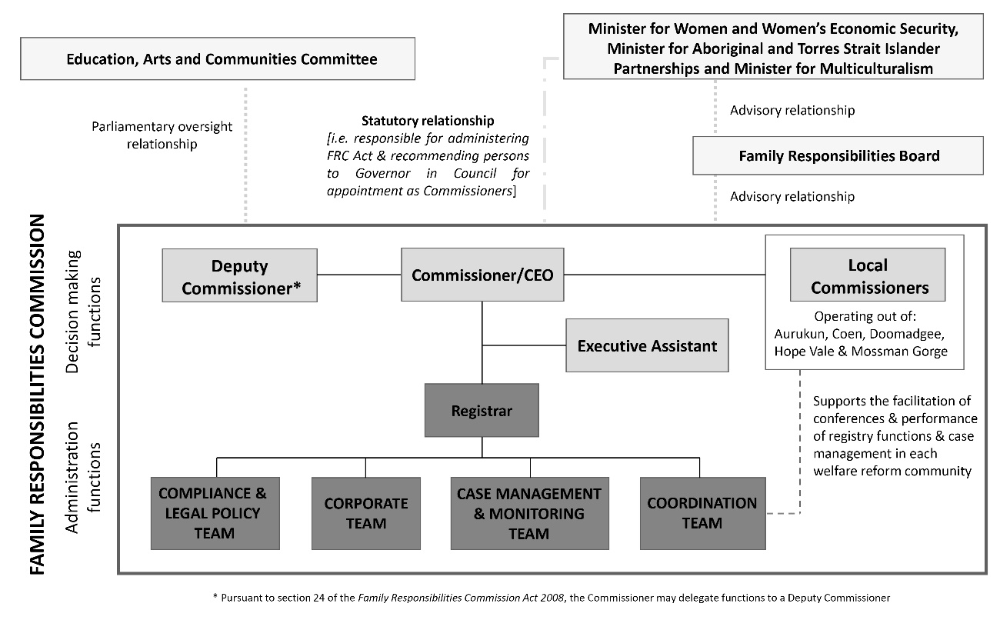 Education, Arts and Communities Committee
Minister for Women and Women's Economic Security,
Minister for Aboriginal and Torres Strait Islander
Partnerships and Minister for Multiculturalism
Parliamentary oversight
relationship
Statutory relationship
[i.e. responsible for administering
FRC Act & recommending persons
to Governor in Council for
appointment as Commissioners]
Advisory relationship
Family Responsibilities Board
Advisory relationship
FAMILY RESPONSIBILITIES COMMISSION
Decision making
functions
Administration
functions
Deputy
Commissioner*
Commissioner/CEO
Local
Commissioners
Operating out of:
Aurukun, Coen, Doomadgee,
Hope Vale & Mossman Gorge
Executive Assistant
Registrar
Supports the facilitation of
conferences & performance
of registry functions & case
management in each
welfare reform community
COMPLIANCE &
LEGAL POLICY
TEAM
CORPORATE
TEAM
CASE MANAGEMENT
& MONITORING
TEAM
COORDINATION
TEAM
* Pursuant to section 24 of the Family Responsibilities Commission Act 2008, the Commissioner may delegate functions to a Deputy Commissioner